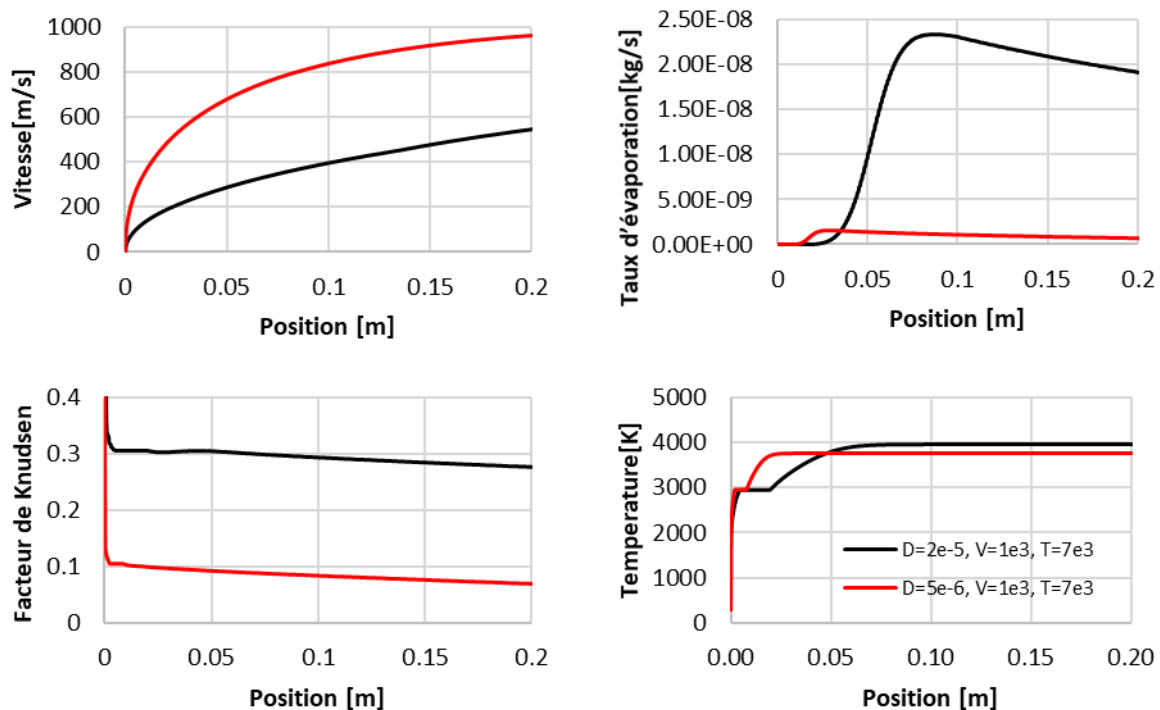 Vitesse[m/s]
1000
800
600
400
200
0
0 0.05 0.1 0.15 0.2
Position [m]
Taux d'évaporation[kg/s]
2.50E-08
2.00E-08
1.50E-08
1.00E-08
5.00E-09
0.00E+00
0 0.05 0.1 0.15 0.2
Position [m]
Facteur de Knudsen
0.4
0.3
0.2
0.1
0
0 0.05 0.1 0.15 0.2
Position [m]
Temperature[K]
5000
4000
3000
2000
1000
0
D=2e-5, V=1e3, T=7e3
D=5e-6, V=1e3, T=7e3
0.00 0.05 0.10 0.15 0.20
Position [m]